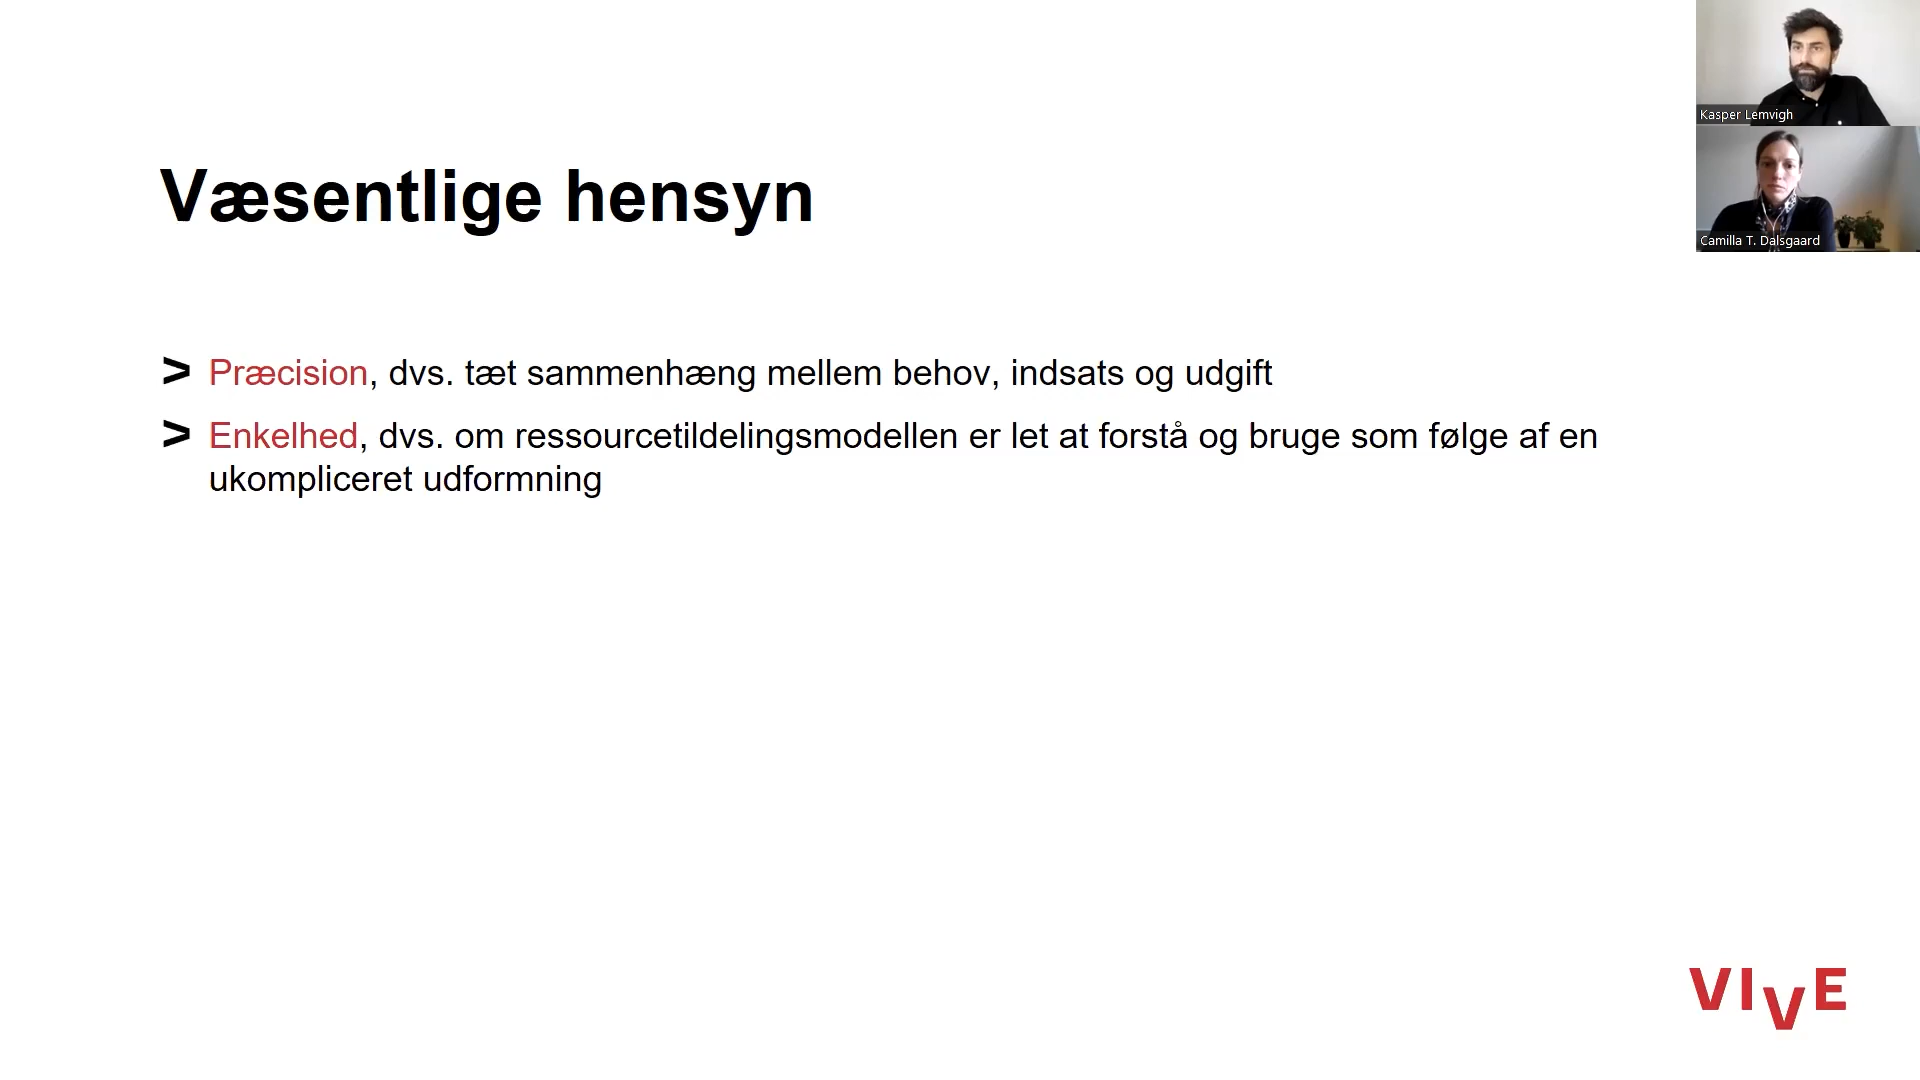 Væsentlige hensyn
> Præcision, dvs. tæt sammenhæng mellem behov, indsats og udgift
> Enkelhed, dvs. om ressourcetildelingsmodellen er let at forstå og bruge som følge af en
ukompliceret udformning
Kasper Lemvigh
Camilla T. Dalsgaard
VIVE